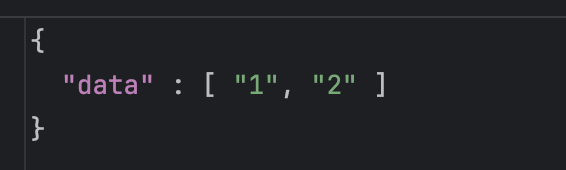 {
"data" : [ "1", "2" ]
}